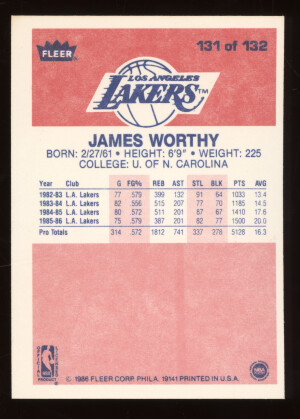 FLEER
131 of 132
LOS ANGELES
LAKERS™
JAMES WORTHY
BORN: 2/27/61 • HEIGHT: 6'9" • WEIGHT: 225
COLLEGE: U. OF N. CAROLINA
Year Club G FG% REB AST STL BLK PTS AVG
1982-83 L.A. Lakers 77 .579 399 132 91 64 1033 13.4
1983-84 L.A. Lakers 82 .556 515 207 77 70 1185 14.5
1984-85 L.A. Lakers 80 .572 511 201 87 67 1410 17.6
1985-86 L.A. Lakers 75 .579 387 201 82 77 1500 20.0
Pro Totals 314 .572 1812 741 337 278 5128 16.3
NBA
© 1986 FLEER CORP. PHILA. 19141 PRINTED IN U.S.A.